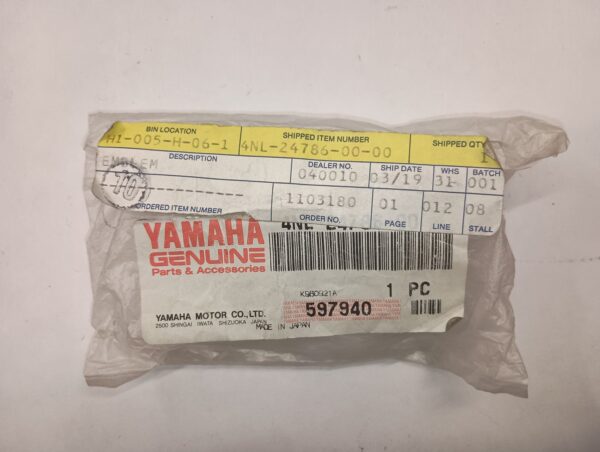 BIN LOCATION SHIPPED ITEM NUMBER SHIPPED QTY
H1-005-H-06-1 4NL-24786-00-00 1
DESCRIPTION DEALER NO. SHIP DATE WHS BATCH
EMBLEM 040010 03/19 31 001
10 1103180 01 012 08
ORDERED ITEM NUMBER ORDER NO. PAGE LINE STALL
YAMAHA
GENUINE
Parts & Accessories
K960921A 1 PC
597940
YAMAHA MOTOR CO., LTD.
2500 SHINGAI IWATA SHIZUOKA JAPAN
MADE IN JAPAN